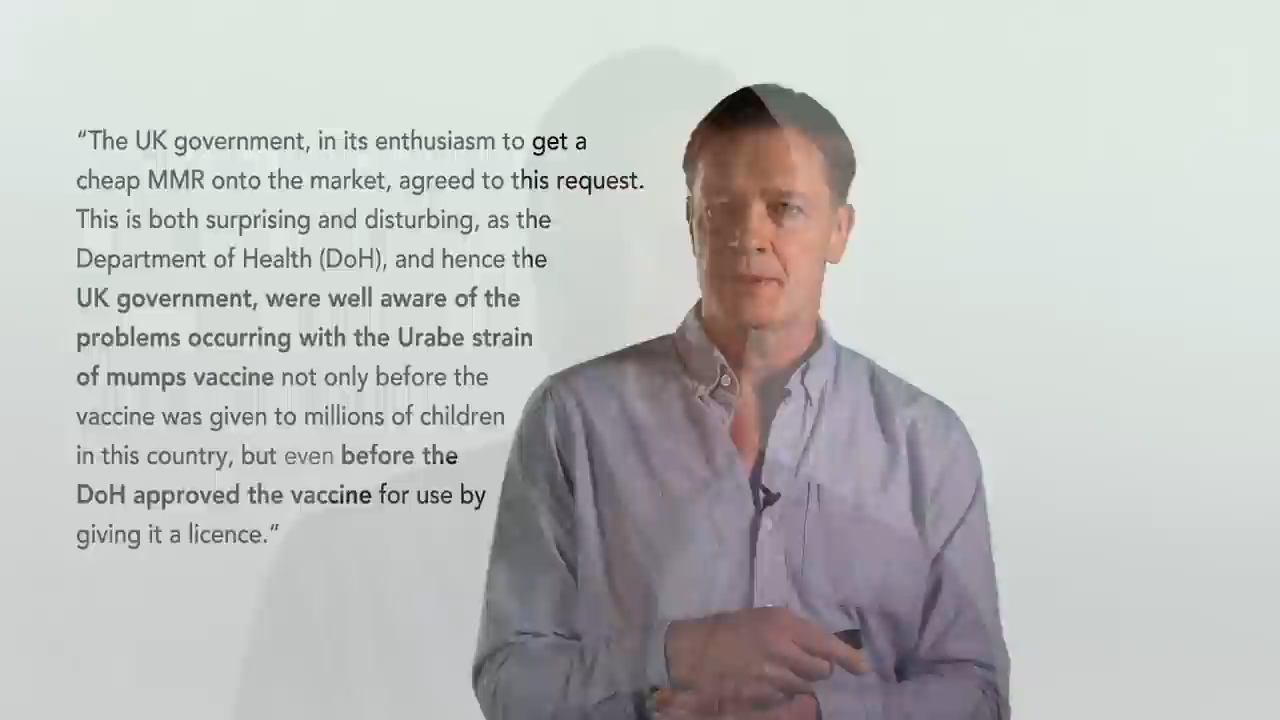 “The UK government, in its enthusiasm to get a
cheap MMR onto the market, agreed to this request.
This is both surprising and disturbing, as the
Department of Health (DoH), and hence the
UK government, were well aware of the
problems occurring with the Urabe strain
of mumps vaccine not only before the
vaccine was given to millions of children
in this country, but even before the
DoH approved the vaccine for use by
giving it a licence.”